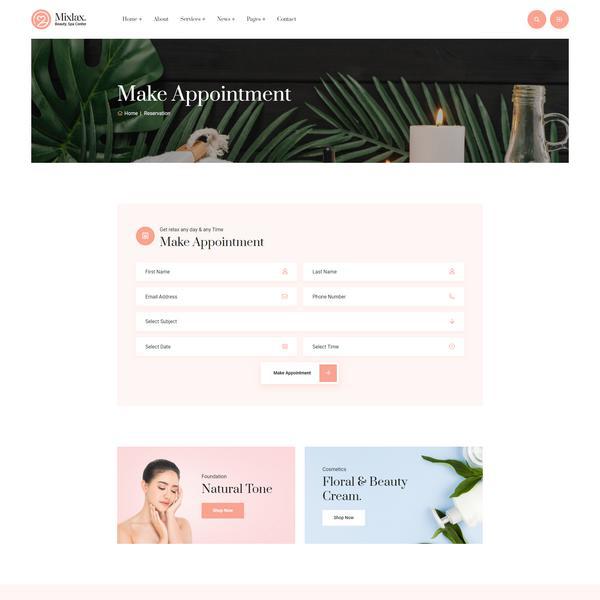 Mixlax.
Beauty, Spa Center
Home + About Services + News + Pages + Contact
Make Appointment
Home | Reservation
Get relax any day & any Time
Make Appointment
First Name
Last Name
Email Address
Phone Number
Select Subject
Select Date
Select Time
Make Appointment
Foundation
Natural Tone
Shop Now
Cosmetics
Floral & Beauty
Cream.
Shop Now